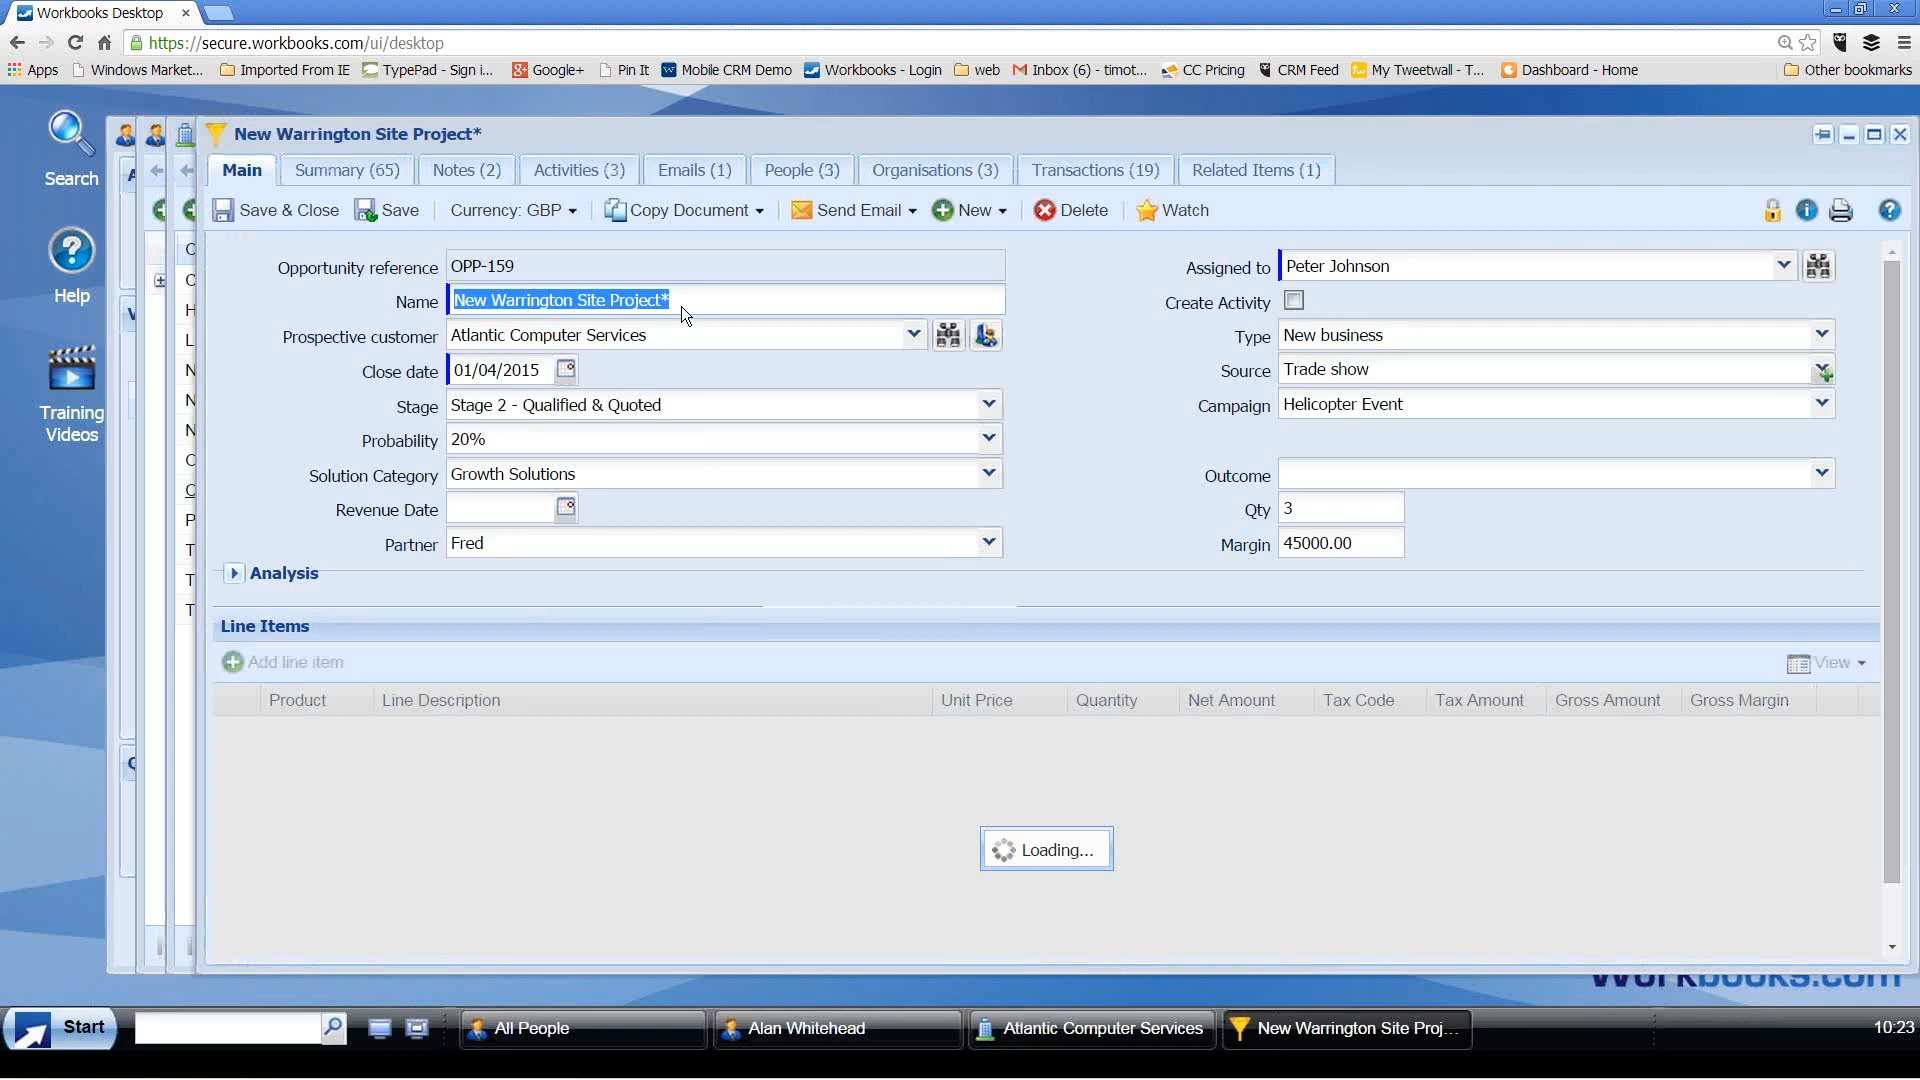 Workbooks Desktop
https://secure.workbooks.com/ui/desktop
Apps Windows Market... Imported From IE TypePad - Sign i... Google+ Pin It Mobile CRM Demo Workbooks - Login web Inbox (6) - timot... CC Pricing CRM Feed My Tweetwall - T... Dashboard - Home Other bookmarks
New Warrington Site Project*
Main Summary (65) Notes (2) Activities (3) Emails (1) People (3) Organisations (3) Transactions (19) Related Items (1)
Save & Close Save Currency: GBP Copy Document Send Email New Delete Watch
Search
Help
Training
Videos
Opportunity reference OPP-159 Assigned to Peter Johnson
Name New Warrington Site Project* Create Activity
Prospective customer Atlantic Computer Services Type New business
Close date 01/04/2015 Source Trade show
Stage Stage 2 - Qualified & Quoted Campaign Helicopter Event
Probability 20%
Solution Category Growth Solutions Outcome
Revenue Date Qty 3
Partner Fred Margin 45000.00
Analysis
Line Items
Add line item View
Product Line Description Unit Price Quantity Net Amount Tax Code Tax Amount Gross Amount Gross Margin
Loading...
workbooks.com
Start All People Alan Whitehead Atlantic Computer Services New Warrington Site Proj... 10:23